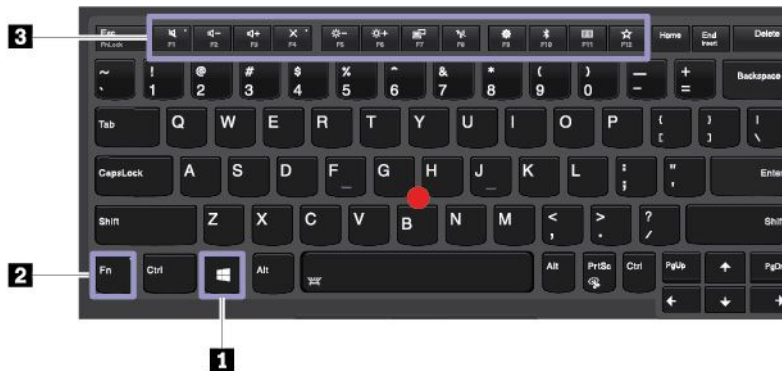 3
Esc F1 F2 F3 F4 F5 F6 F7 F8 F9 F10 F11 F12 Home End Delete
FnLock Insert
~ ! @ # $ % ^ & * ( ) — + Backspace
` 1 2 3 4 5 6 7 8 9 0 - =
Tab Q W E R T Y U I O P { } |
[ ] \
CapsLock A S D F G H J K L : " Enter
; '
Shift Z X C V B N M < > ? Shift
, . /
2
Fn Ctrl Alt Alt PrtSc Ctrl PgUp
1